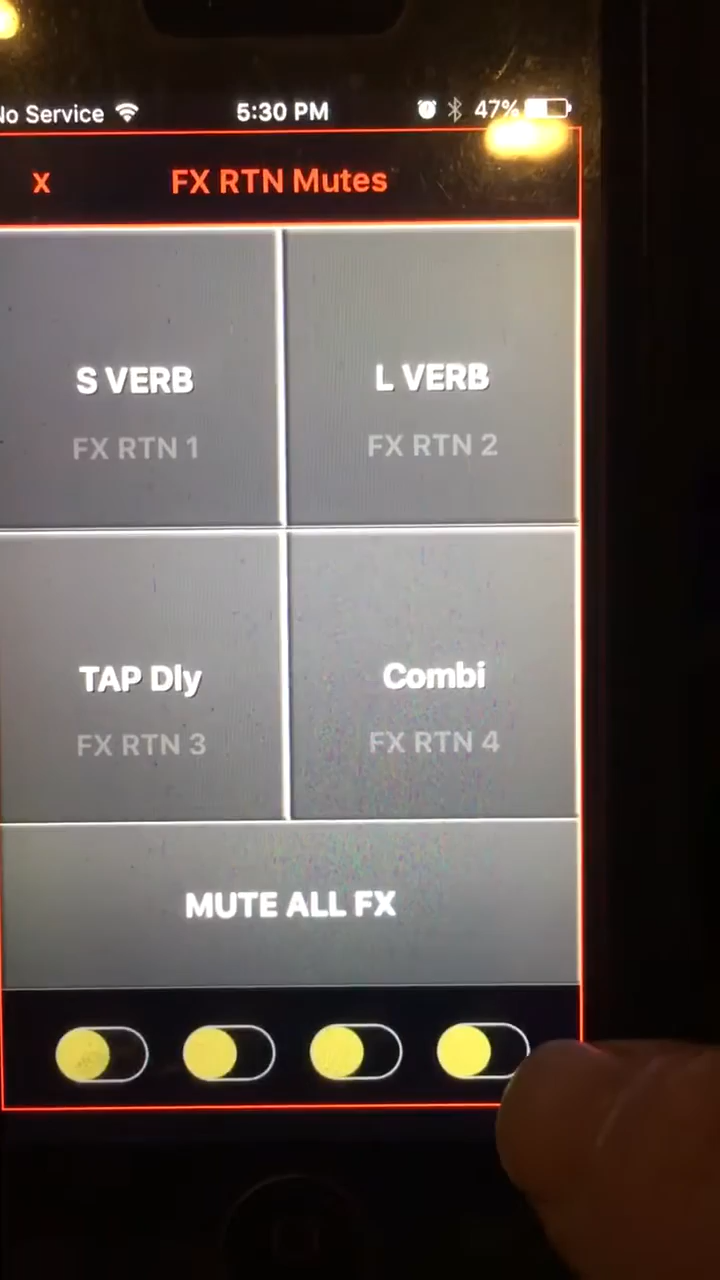 No Service 5:30 PM 47%
x FX RTN Mutes
S VERB L VERB
FX RTN 1 FX RTN 2
TAP Dly Combi
FX RTN 3 FX RTN 4
MUTE ALL FX